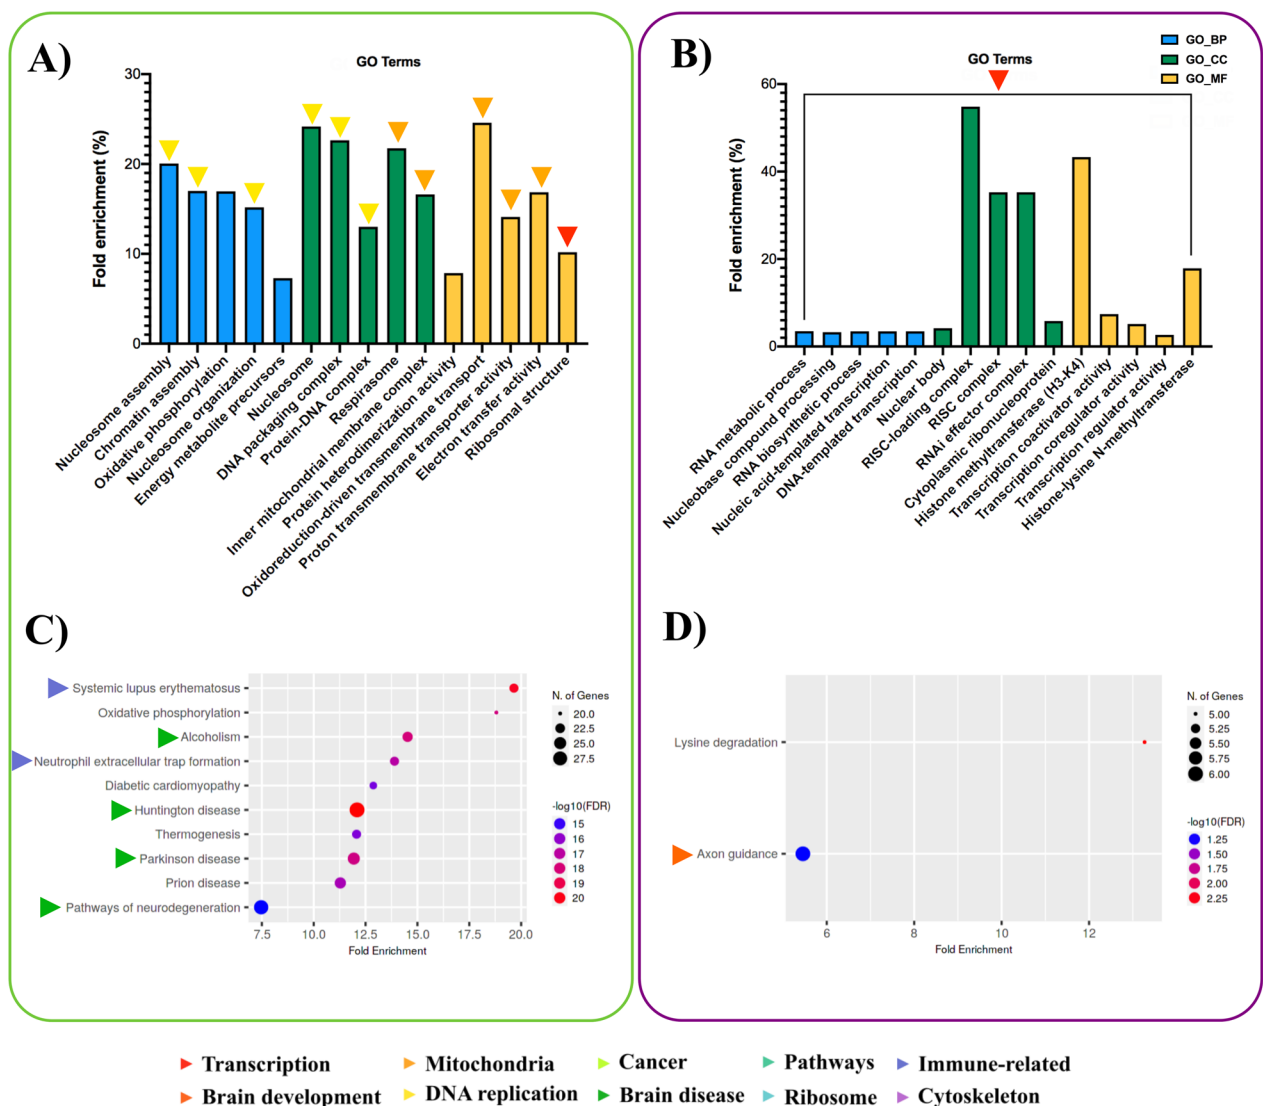 A)
GO Terms
Fold enrichment (%)
30
20
10
0
Nucleosome assembly
Chromatin assembly
Oxidative phosphorylation
Nucleosome organization
Energy metabolite precursors
Nucleosome
DNA packaging complex
Protein-DNA complex
Respirasome
Inner mitochondrial membrane complex
Protein heterodimerization activity
Oxidoreduction-driven transmembrane transport
Proton transmembrane transporter activity
Electron transfer activity
Ribosomal structure
B)
GO Terms
GO_BP
GO_CC
GO_MF
Fold enrichment (%)
60
40
20
0
RNA metabolic process
Nucleobase compound processing
RNA biosynthetic process
Nucleic acid-templated transcription
DNA-templated transcription
Nuclear body
RISC-loading complex
RISC complex
RNAi effector complex
Cytoplasmic ribonucleoprotein
Histone methyltransferase (H3-K4)
Transcription coactivator activity
Transcription coregulator activity
Transcription regulator activity
Histone-lysine N-methyltransferase
C)
Systemic lupus erythematosus
Oxidative phosphorylation
Alcoholism
Neutrophil extracellular trap formation
Diabetic cardiomyopathy
Huntington disease
Thermogenesis
Parkinson disease
Prion disease
Pathways of neurodegeneration
7.5 10.0 12.5 15.0 17.5 20.0
Fold Enrichment
N. of Genes
20.0
22.5
25.0
27.5
-log10(FDR)
15
16
17
18
19
20
D)
Lysine degradation
Axon guidance
6 8 10 12
Fold Enrichment
N. of Genes
5.00
5.25
5.50
5.75
6.00
-log10(FDR)
1.25
1.50
1.75
2.00
2.25
Transcription Mitochondria Cancer Pathways Immune-related
Brain development DNA replication Brain disease Ribosome Cytoskeleton